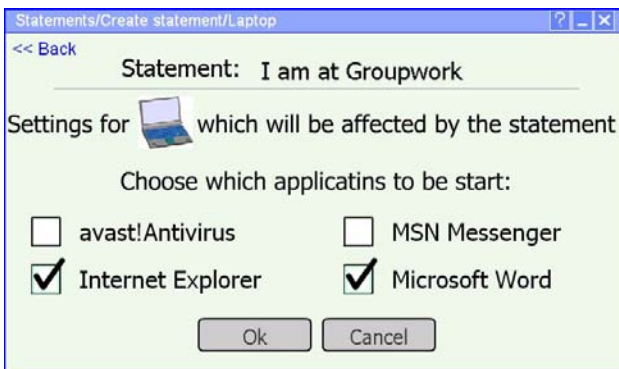 Statements/Create statement/Laptop ? _ X
<< Back
Statement: I am at Groupwork
Settings for which will be affected by the statement
Choose which applicatins to be start:
avast!Antivirus MSN Messenger
Internet Explorer Microsoft Word
Ok Cancel